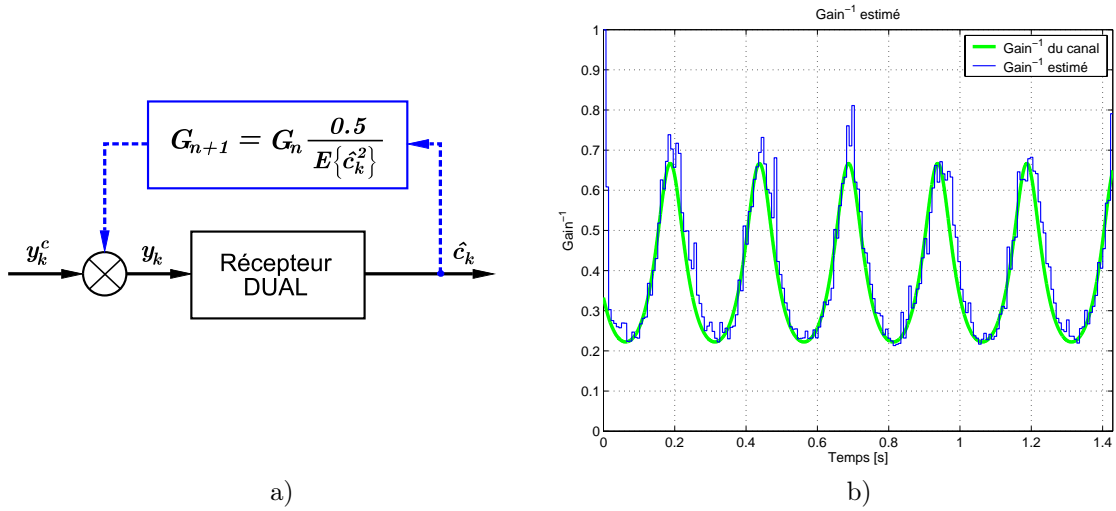 G_{n+1} = G_n 0.5 / E{ĉ_k^2}
y_k^c
y_k
Récepteur
DUAL
ĉ_k
a)
Gain⁻¹ estimé
Gain⁻¹ du canal
Gain⁻¹ estimé
Gain⁻¹
1
0.9
0.8
0.7
0.6
0.5
0.4
0.3
0.2
0.1
0
0 0.2 0.4 0.6 0.8 1 1.2 1.4
Temps [s]
b)